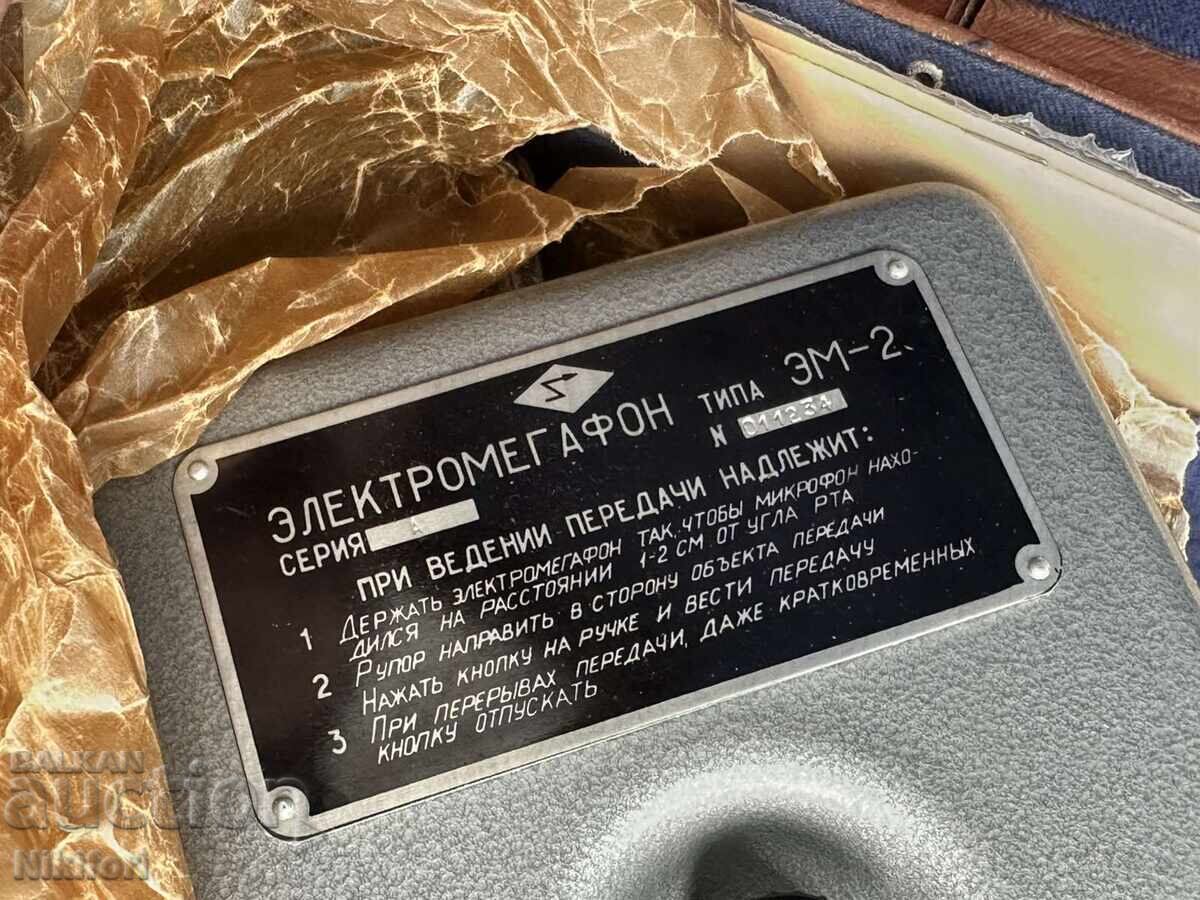 ЭЛЕКТРОМЕГАФОН ТИПА ЭМ-2.
СЕРИЯ А N 011234
ПРИ ВЕДЕНИИ ПЕРЕДАЧИ НАДЛЕЖИТ:
1 ДЕРЖАТЬ ЭЛЕКТРОМЕГАФОН ТАК, ЧТОБЫ МИКРОФОН НАХО-
ДИЛСЯ НА РАССТОЯНИИ 1-2 СМ ОТ УГЛА РТА
2 РУПОР НАПРАВИТЬ В СТОРОНУ ОБЪЕКТА ПЕРЕДАЧИ
НАЖАТЬ КНОПКУ НА РУЧКЕ И ВЕСТИ ПЕРЕДАЧУ
3 ПРИ ПЕРЕРЫВАХ ПЕРЕДАЧИ, ДАЖЕ КРАТКОВРЕМЕННЫХ
КНОПКУ ОТПУСКАТЬ
BALKAN
auction
Nikifori